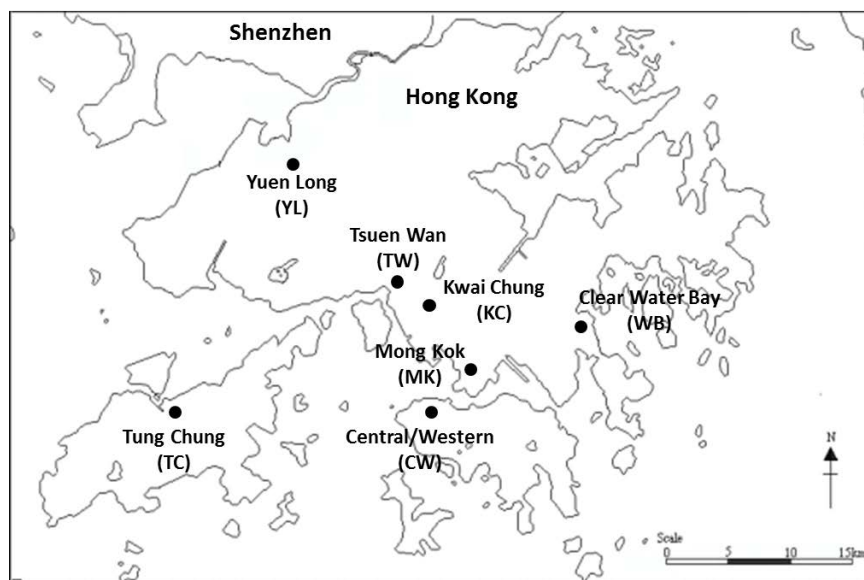 Shenzhen
Hong Kong
Yuen Long
(YL)
Tsuen Wan
(TW)
Kwai Chung
(KC)
Clear Water Bay
(WB)
Mong Kok
(MK)
Tung Chung
(TC)
Central/Western
(CW)
N
Scale
0 5 10 15km